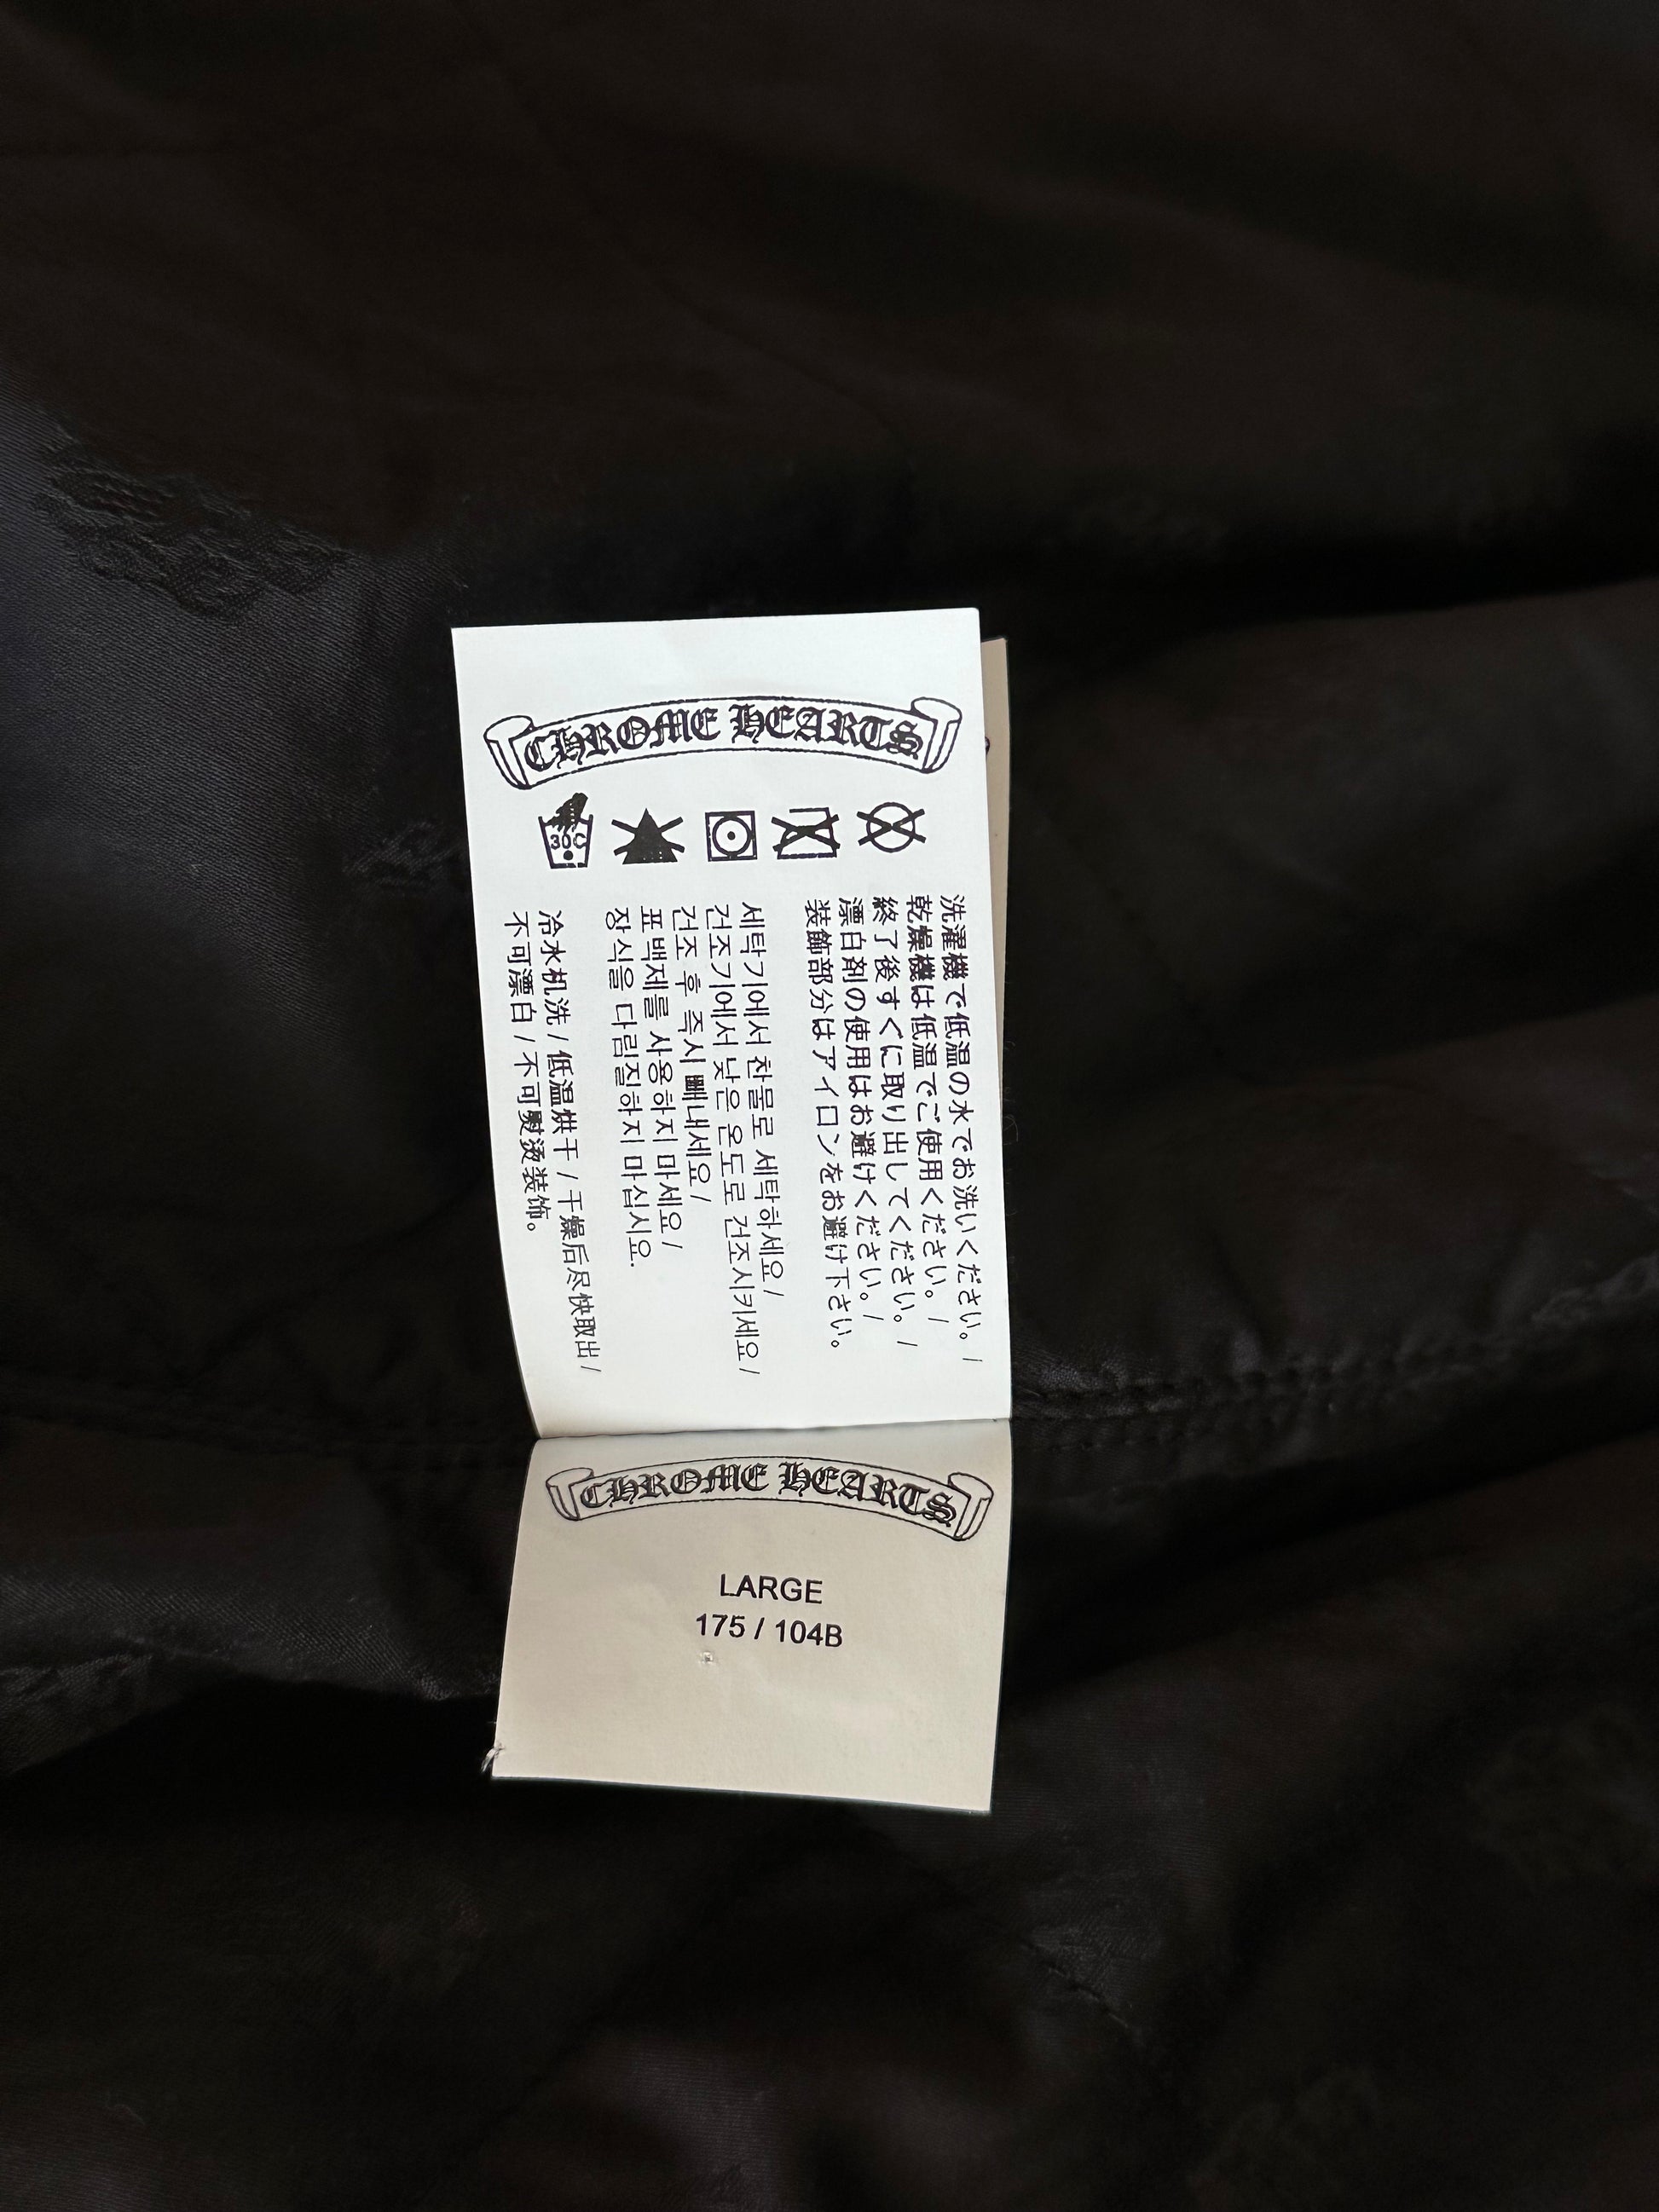 CHROME HEARTS
30C
洗濯機で低温の水でお洗いください。/
乾燥機は低温でご使用ください。/
終了後すぐに取り出してください。/
漂白剤の使用はお避けください。/
装飾部分はアイロンをお避け下さい。
세탁기에서 찬물로 세탁하세요 /
건조기에서 낮은 온도로 건조시키세요 /
건조 후 즉시 빼내세요 /
표백제를 사용하지 마세요 /
장식을 다림질하지 마십시요.
冷水机洗 / 低温烘干 / 干燥后尽快取出 /
不可漂白 / 不可熨烫装饰。
CHROME HEARTS
LARGE
175 / 104B